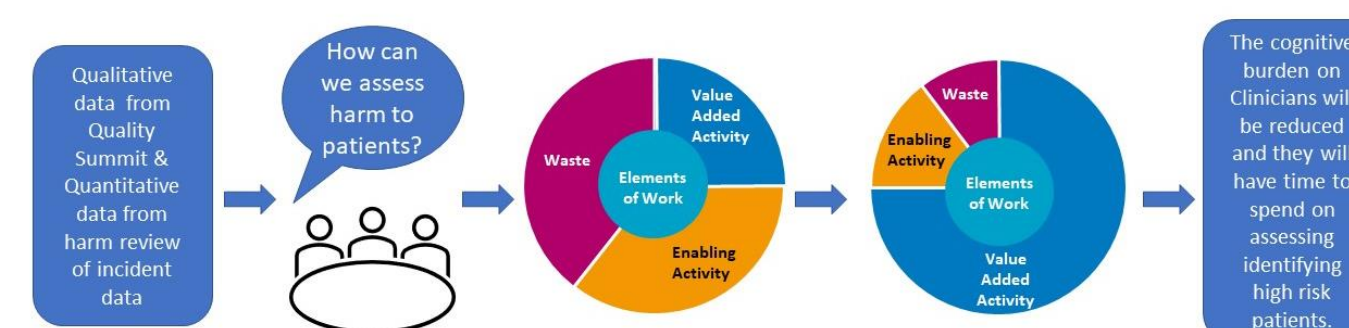 Qualitative
data from
Quality
Summit &
Quantitative
data from
harm review
of incident
data
How can
we assess
harm to
patients?
Value
Added
Activity
Waste
Elements
of Work
Enabling
Activity
Waste
Enabling
Activity
Elements
of Work
Value
Added
Activity
The cognitive
burden on
Clinicians will
be reduced
and they will
have time to
spend on
assessing
identifying
high risk
patients.